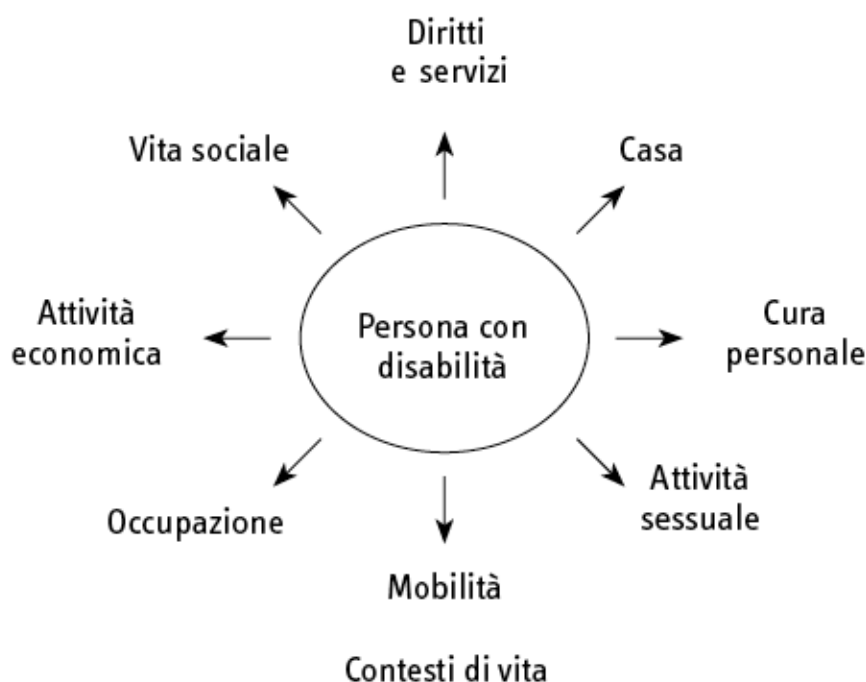 Diritti
e servizi
Vita sociale
Casa
Attività
economica
Persona con
disabilità
Cura
personale
Occupazione
Attività
sessuale
Mobilità
Contesti di vita